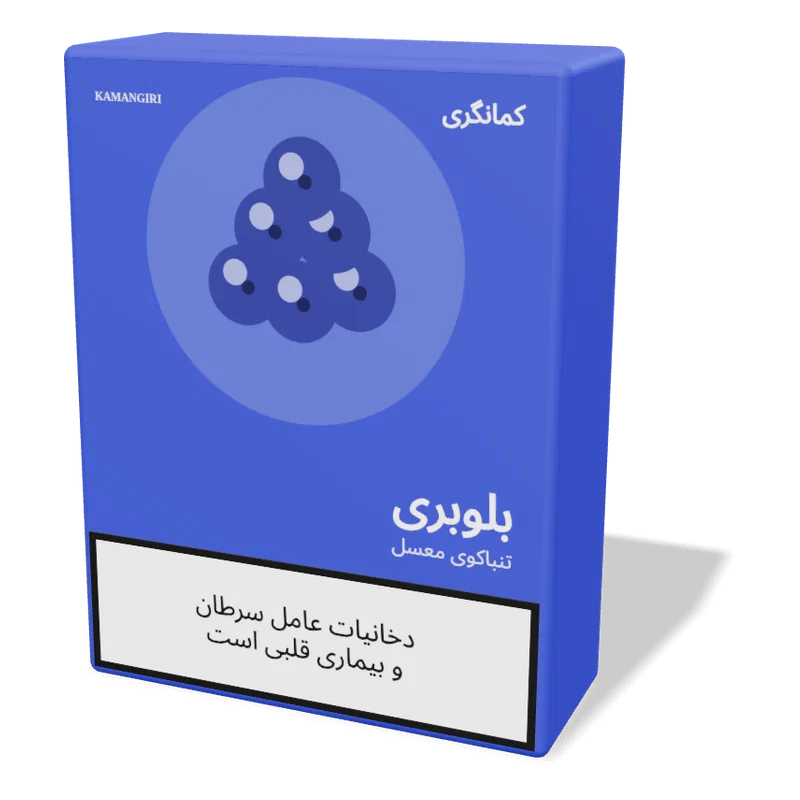 KAMANGIRI
کمانگری
بلوبری
تنباکوی معسل
دخانیات عامل سرطان
و بیماری قلبی است